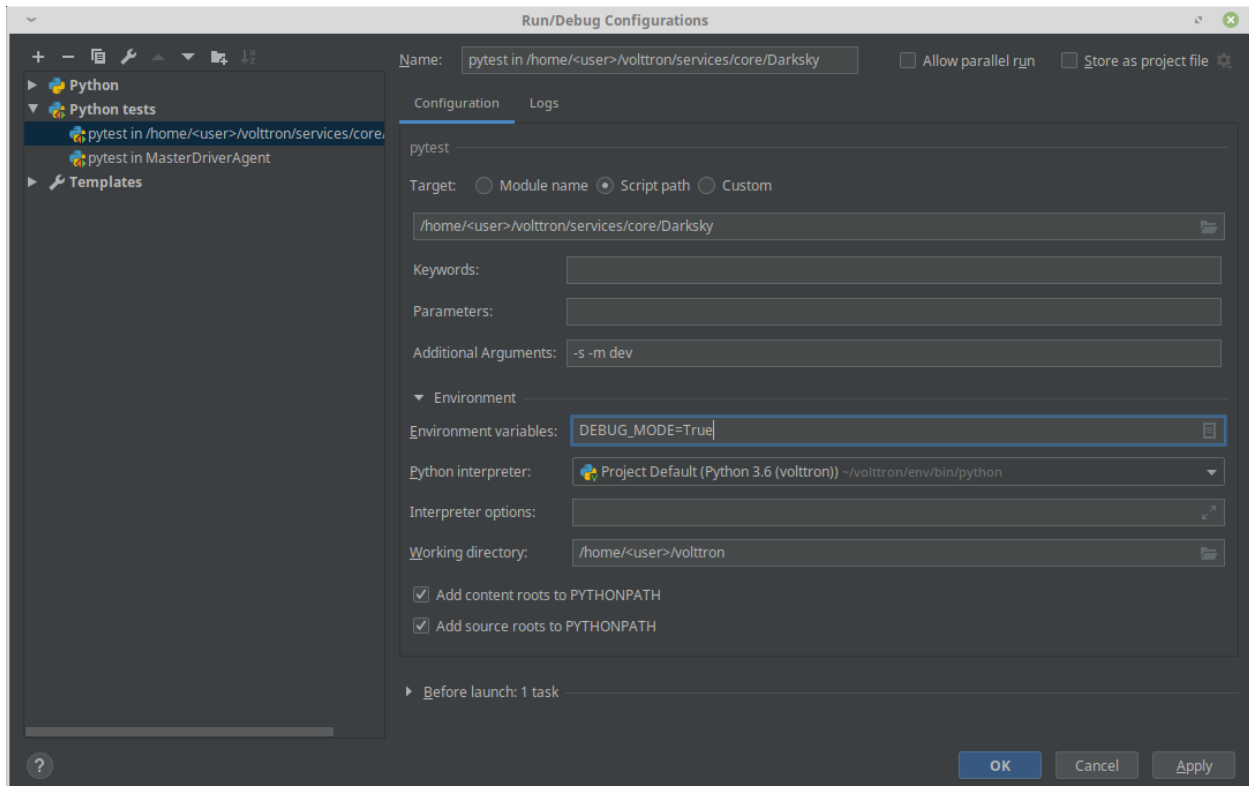 Run/Debug Configurations
Name: pytest in /home/<user>/volttron/services/core/Darksky Allow parallel run Store as project file
Python
Python tests
pytest in /home/<user>/volttron/services/core/
pytest in MasterDriverAgent
Templates
Configuration Logs
pytest
Target: Module name Script path Custom
/home/<user>/volttron/services/core/Darksky
Keywords:
Parameters:
Additional Arguments: -s -m dev
Environment
Environment variables: DEBUG_MODE=True
Python interpreter: Project Default (Python 3.6 (volttron)) ~/volttron/env/bin/python
Interpreter options:
Working directory: /home/<user>/volttron
Add content roots to PYTHONPATH
Add source roots to PYTHONPATH
Before launch: 1 task
? OK Cancel Apply